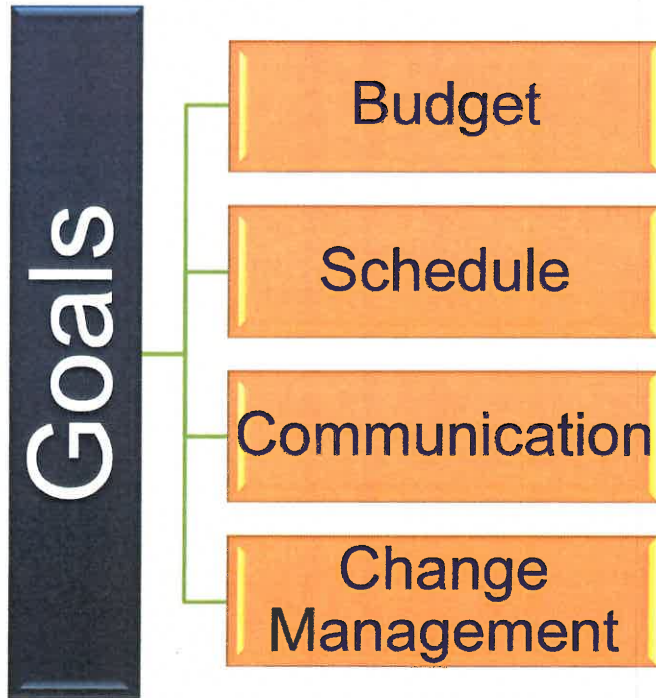 Goals
Budget
Schedule
Communication
Change
Management